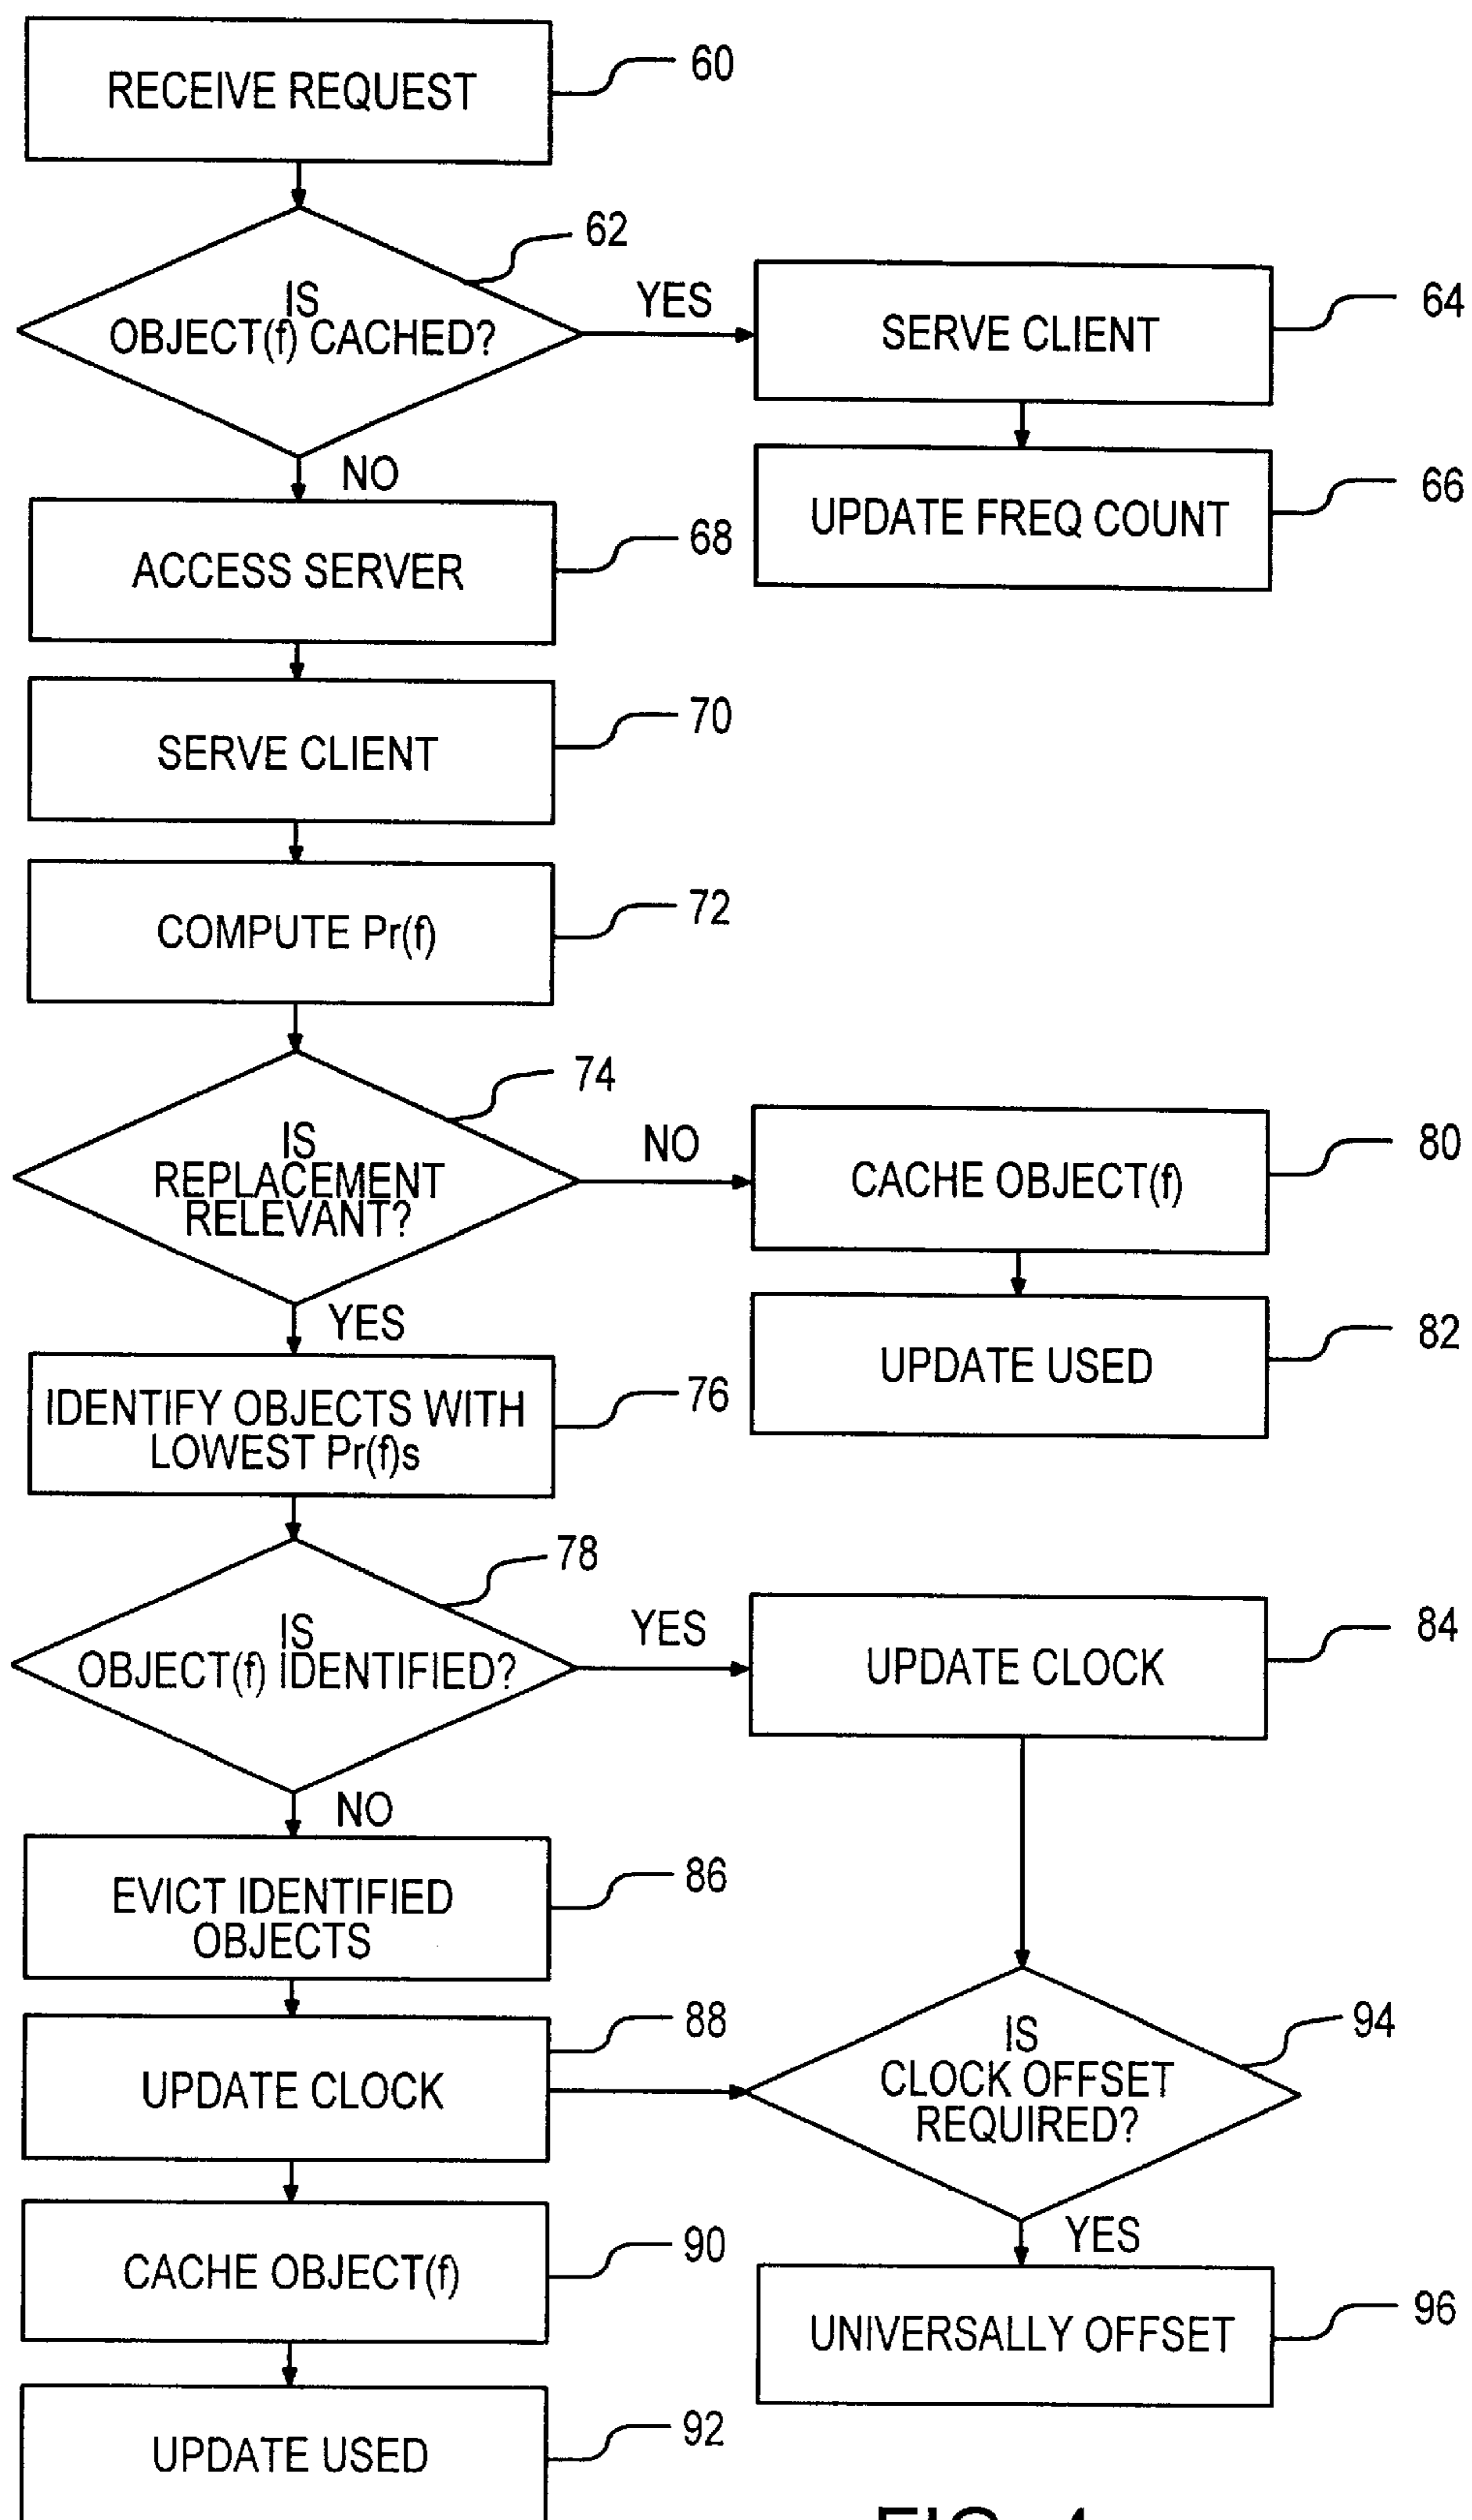 RECEIVE REQUEST
60
62
IS
OBJECT(f) CACHED?
YES
SERVE CLIENT
64
NO
UPDATE FREQ COUNT
66
ACCESS SERVER
68
SERVE CLIENT
70
COMPUTE Pr(f)
72
74
IS
REPLACEMENT
RELEVANT?
NO
CACHE OBJECT(f)
80
YES
UPDATE USED
82
IDENTIFY OBJECTS WITH
LOWEST Pr(f)s
76
78
IS
OBJECT(f) IDENTIFIED?
YES
UPDATE CLOCK
84
NO
EVICT IDENTIFIED
OBJECTS
86
UPDATE CLOCK
88
IS
CLOCK OFFSET
REQUIRED?
94
CACHE OBJECT(f)
90
YES
UNIVERSALLY OFFSET
96
UPDATE USED
92